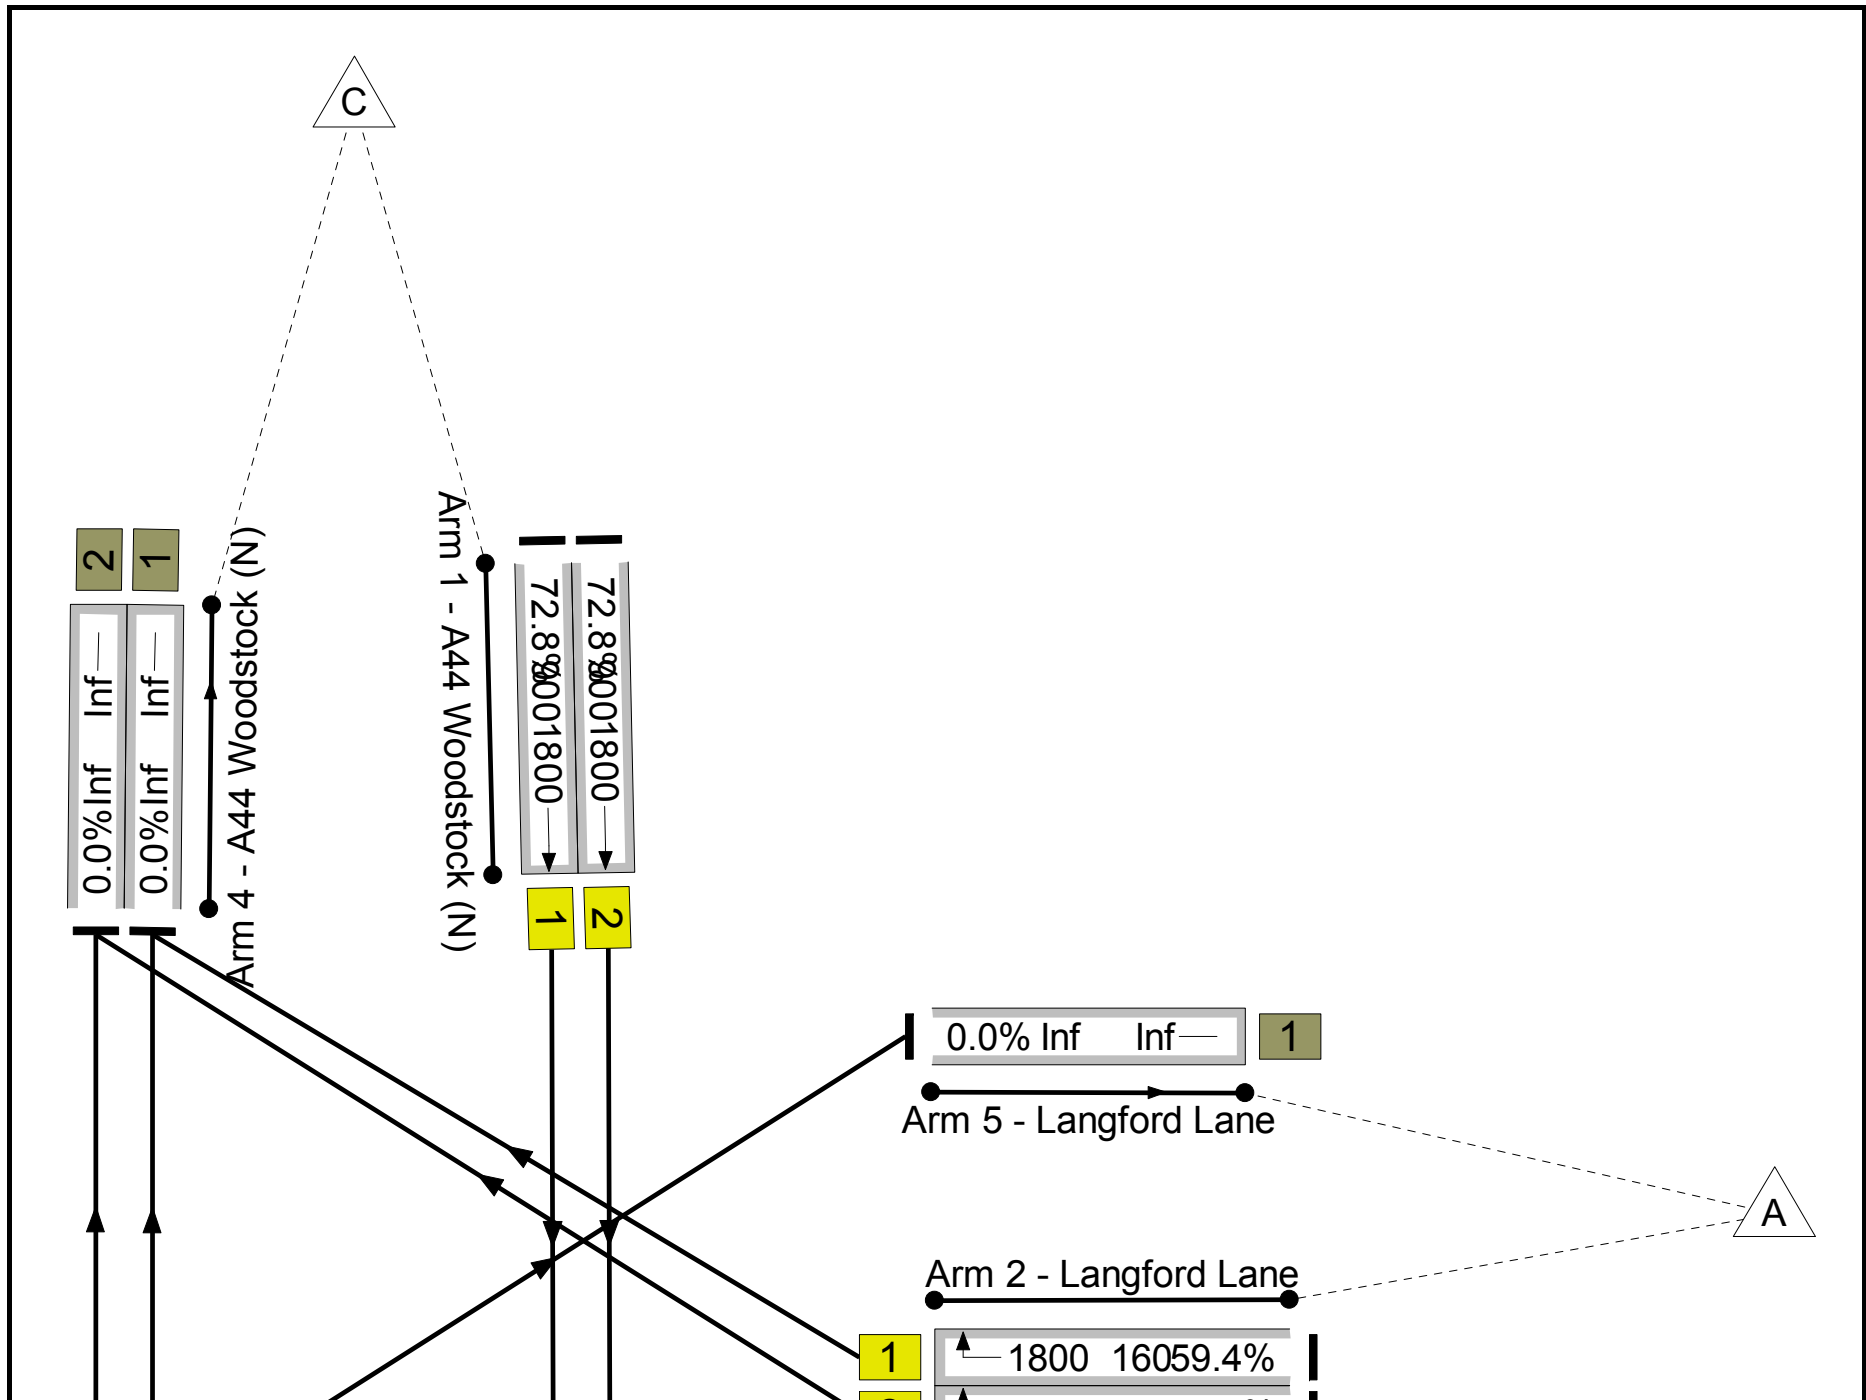 C
Arm 4 - A44 Woodstock (N)
2
1
0.0% Inf Inf
0.0% Inf Inf
Arm 1 - A44 Woodstock (N)
72.8%
1800
72.8%
1800
1
2
0.0% Inf Inf
1
Arm 5 - Langford Lane
A
Arm 2 - Langford Lane
1
1800 16059.4%